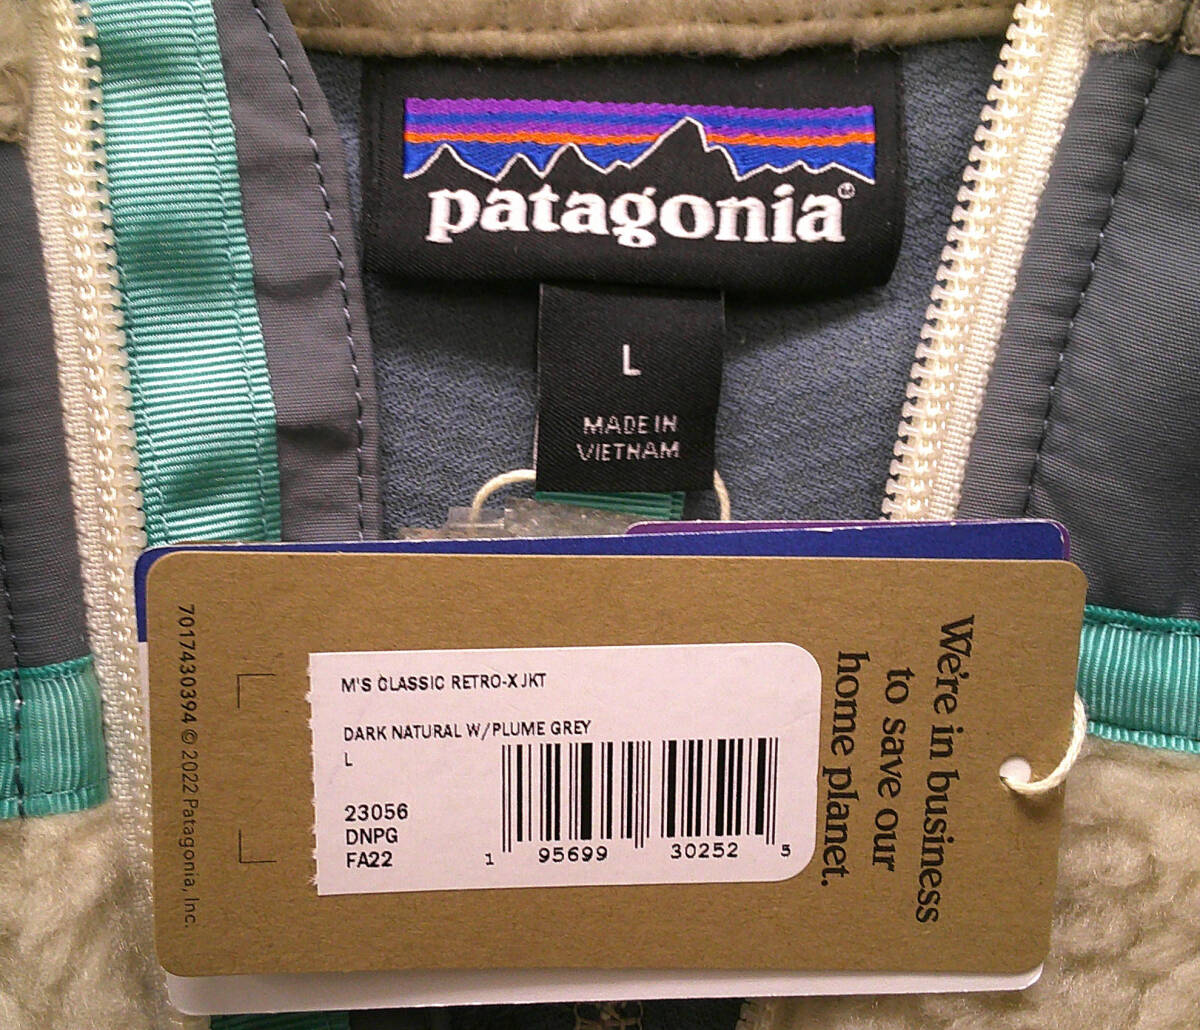 patagonia®
L
MADE IN
VIETNAM
We're in business
to save our
home planet.
M'S CLASSIC RETRO-X JKT
DARK NATURAL W/PLUME GREY
L
23056
DNPG
FA22
1 95699 30252 5
7017430394 © 2022 Patagonia, Inc.